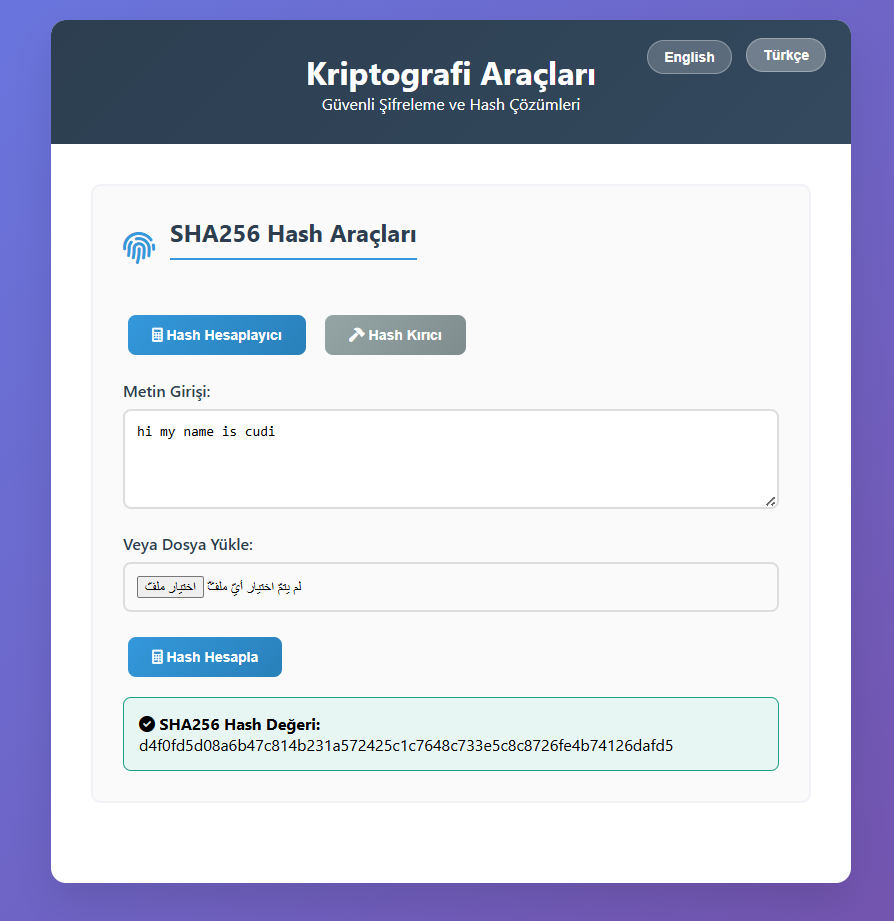 English
Türkçe
Kriptografi Araçları
Güvenli Şifreleme ve Hash Çözümleri
SHA256 Hash Araçları
Hash Hesaplayıcı
Hash Kırıcı
Metin Girişi:
hi my name is cudi
Veya Dosya Yükle:
اختيار ملفّ لم يتمّ اختيار أيّ ملفّ
Hash Hesapla
SHA256 Hash Değeri:
d4f0fd5d08a6b47c814b231a572425c1c7648c733e5c8c8726fe4b74126dafd5